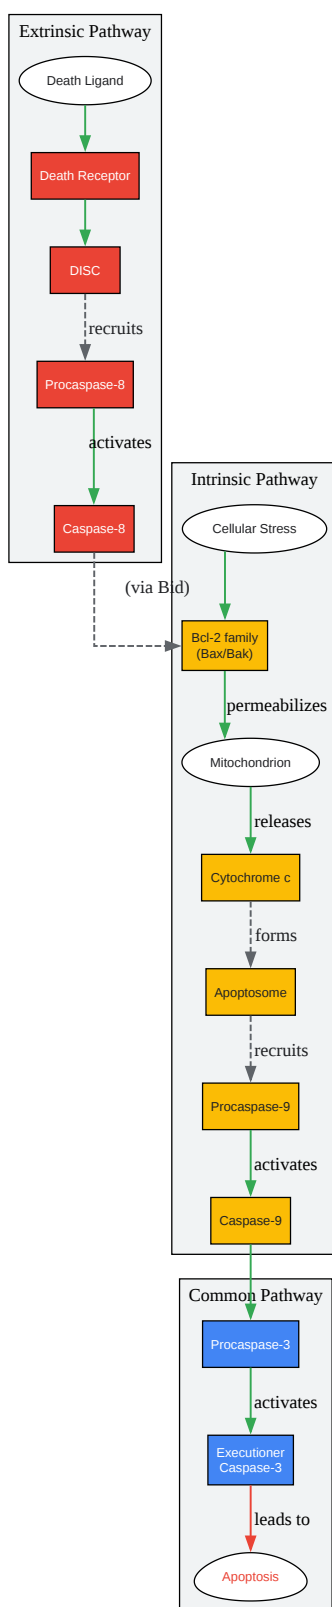 Extrinsic Pathway
Death Ligand
Death Receptor
DISC
recruits
Procaspase-8
activates
Caspase-8
(via Bid)
Intrinsic Pathway
Cellular Stress
Bcl-2 family
(Bax/Bak)
permeabilizes
Mitochondrion
releases
Cytochrome c
forms
Apoptosome
recruits
Procaspase-9
activates
Caspase-9
Common Pathway
Procaspase-3
activates
Executioner
Caspase-3
leads to
Apoptosis